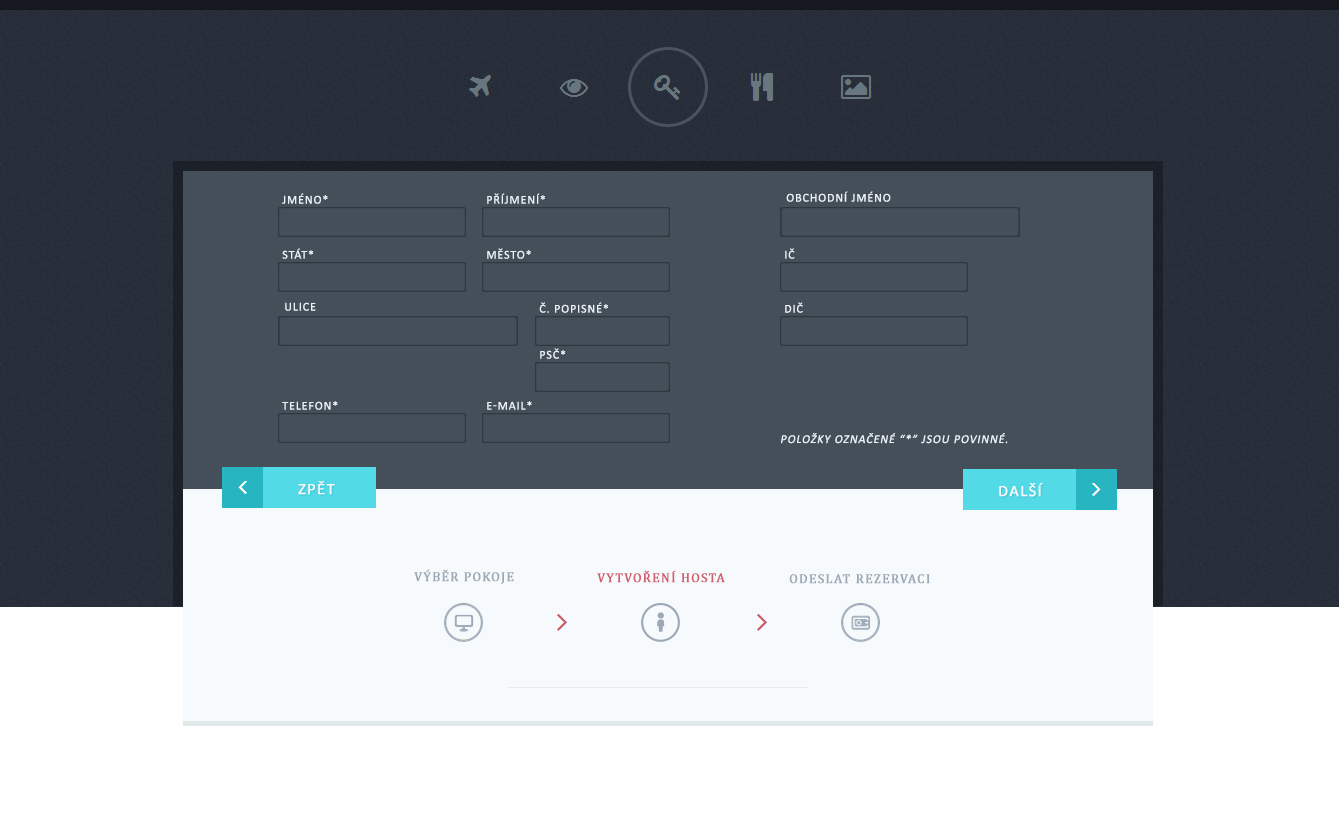 JMÉNO*
PŘÍJMENÍ*
OBCHODNÍ JMÉNO
STÁT*
MĚSTO*
IČ
ULICE
Č. POPISNÉ*
DIČ
PSČ*
TELEFON*
E-MAIL*
POLOŽKY OZNAČENÉ “*” JSOU POVINNÉ.
ZPĚT
DALŠÍ
VÝBĚR POKOJE
VYTVOŘENÍ HOSTA
ODESLAT REZERVACI